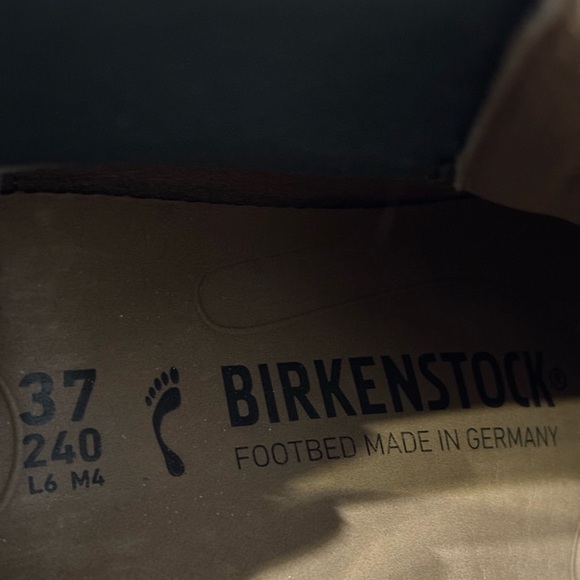 37
240
L6 M4
BIRKENSTOCK®
FOOTBED MADE IN GERMANY